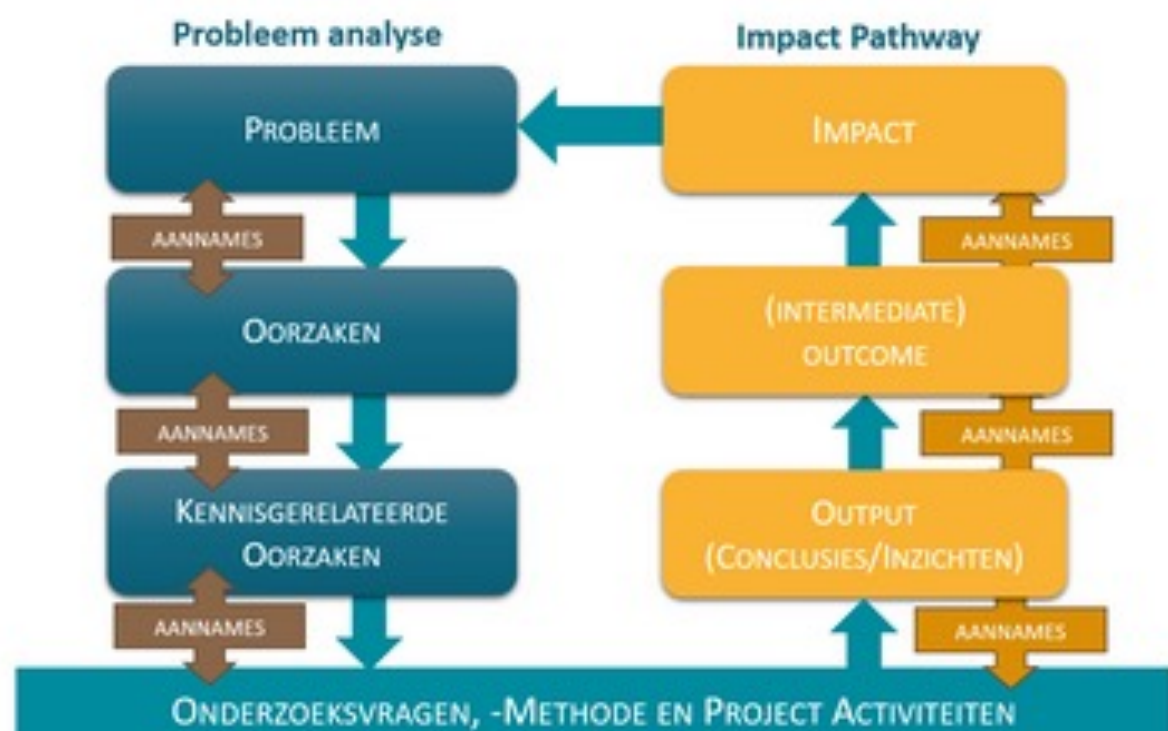 Probleem analyse
PROBLEEM
AANNAMES
OORZAKEN
AANNAMES
KENNISGERELATEERDE
OORZAKEN
AANNAMES
Impact Pathway
IMPACT
AANNAMES
(INTERMEDIATE)
OUTCOME
AANNAMES
OUTPUT
(CONCLUSIES/INZICHTEN)
AANNAMES
ONDERZOEKSVRAGEN, -METHODE EN PROJECT ACTIVITEITEN